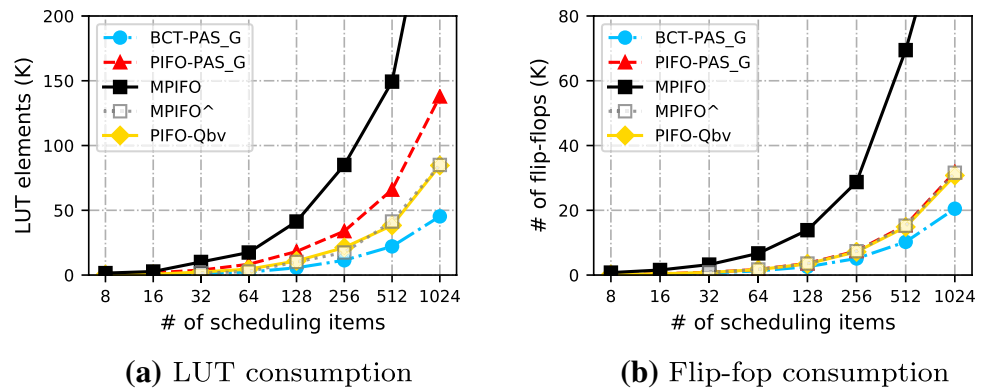 LUT elements (K)
200
150
100
50
0
BCT-PAS_G
PIFO-PAS_G
MPIFO
MPIFO^
PIFO-Qbv
8 16 32 64 128 256 512 1024
# of scheduling items
(a) LUT consumption
# of flip-flops (K)
80
60
40
20
0
BCT-PAS_G
PIFO-PAS_G
MPIFO
MPIFO^
PIFO-Qbv
8 16 32 64 128 256 512 1024
# of scheduling items
(b) Flip-fop consumption